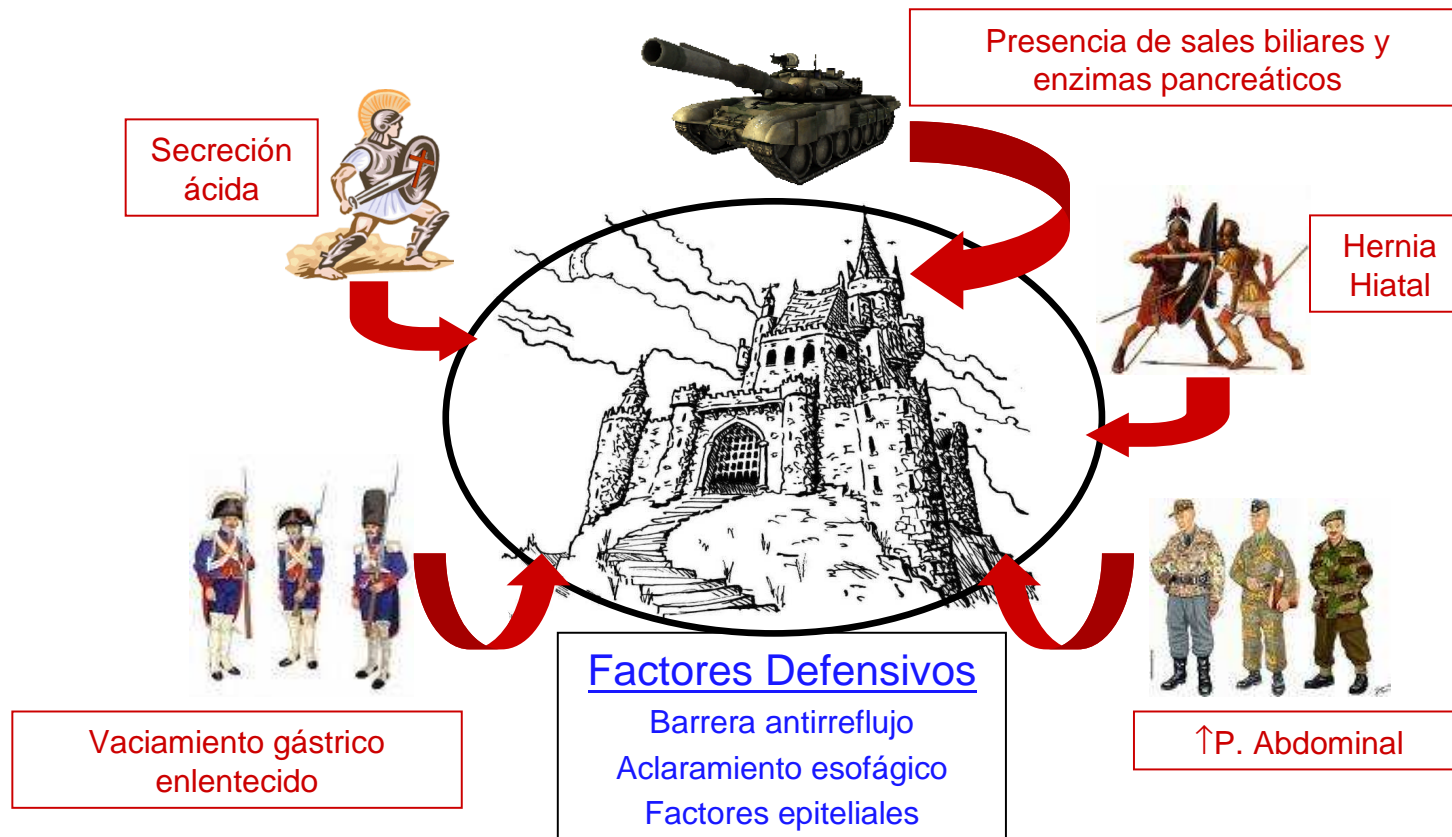 Presencia de sales biliares y
enzimas pancreáticos
Secreción
ácida
Hernia
Hiatal
Vaciamiento gástrico
enlentecido
↑P. Abdominal
Factores Defensivos
Barrera antirreflujo
Aclaramiento esofágico
Factores epiteliales